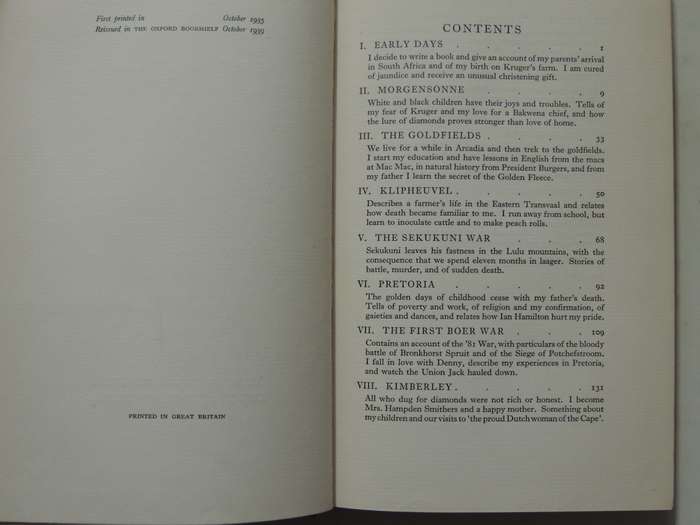 First printed in October 1935
Reissued in THE OXFORD BOOKSHELF October 1939
PRINTED IN GREAT BRITAIN
CONTENTS
I. EARLY DAYS . . . . 1
I decide to write a book and give an account of my parents' arrival
in South Africa and of my birth on Kruger's farm. I am cured
of jaundice and receive an unusual christening gift.
II. MORGENSONNE . . . . 9
White and black children have their joys and troubles. Tells of
my fear of Kruger and my love for a Bakwena chief, and how
the lure of diamonds proves stronger than love of home.
III. THE GOLDFIELDS . . . . 33
We live for a while in Arcadia and then trek to the goldfields.
I start my education and have lessons in English from the macs
at Mac Mac, in natural history from President Burgers, and from
my father I learn the secret of the Golden Fleece.
IV. KLIPHEUVEL . . . . . 50
Describes a farmer's life in the Eastern Transvaal and relates
how death became familiar to me. I run away from school, but
learn to inoculate cattle and to make peach rolls.
V. THE SEKUKUNI WAR . . . 68
Sekukuni leaves his fastness in the Lulu mountains, with the
consequence that we spend eleven months in laager. Stories of
battle, murder, and of sudden death.
VI. PRETORIA . . . . 92
The golden days of childhood cease with my father's death.
Tells of poverty and work, of religion and my confirmation, of
gaieties and dances, and relates how Ian Hamilton hurt my pride.
VII. THE FIRST BOER WAR . . . 109
Contains an account of the '81 War, with particulars of the bloody
battle of Bronkhorst Spruit and of the Siege of Potchefstroom.
I fall in love with Denny, describe my experiences in Pretoria,
and watch the Union Jack hauled down.
VIII. KIMBERLEY . . . . . 131
All who dug for diamonds were not rich or honest. I become
Mrs. Hampden Smithers and a happy mother. Something about
my children and our visits to 'the proud Dutchwoman of the Cape'.